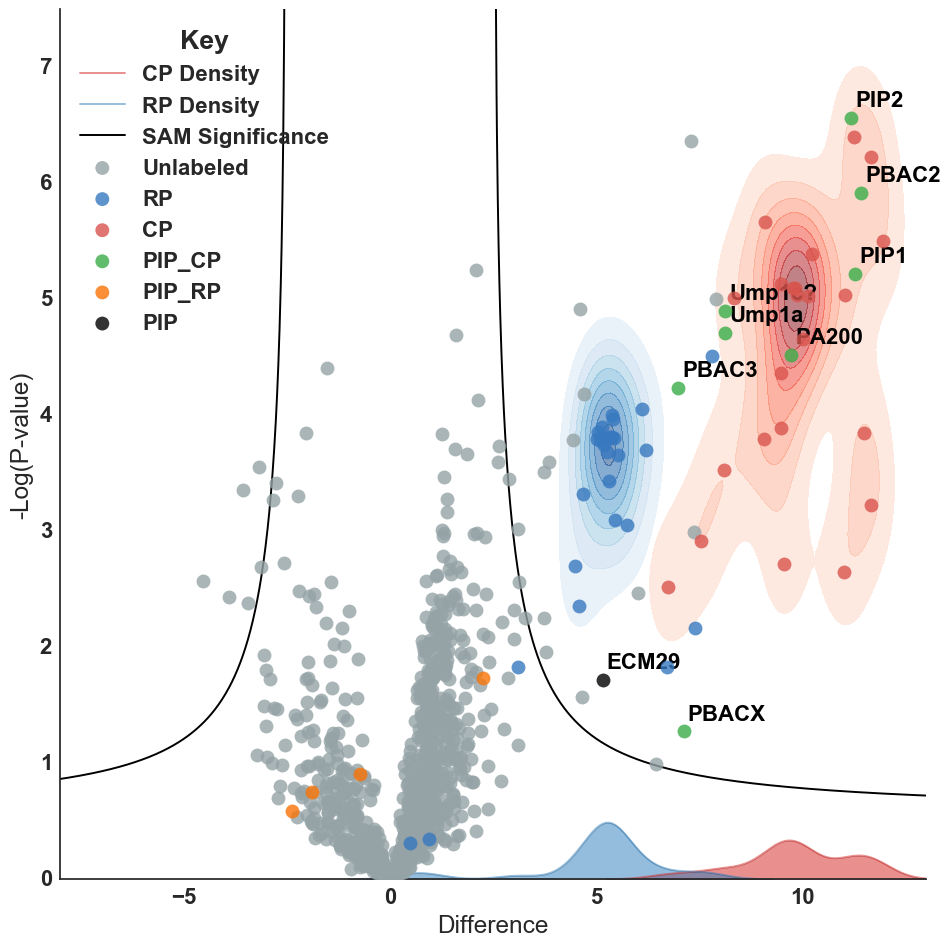 Key
CP Density
RP Density
SAM Significance
Unlabeled
RP
CP
PIP_CP
PIP_RP
PIP
7
6
5
4
3
2
1
0
-Log(P-value)
PIP2
PBAC2
PIP1
Ump1a
PA200
PBAC3
ECM29
PBACX
−5
0
5
10
Difference